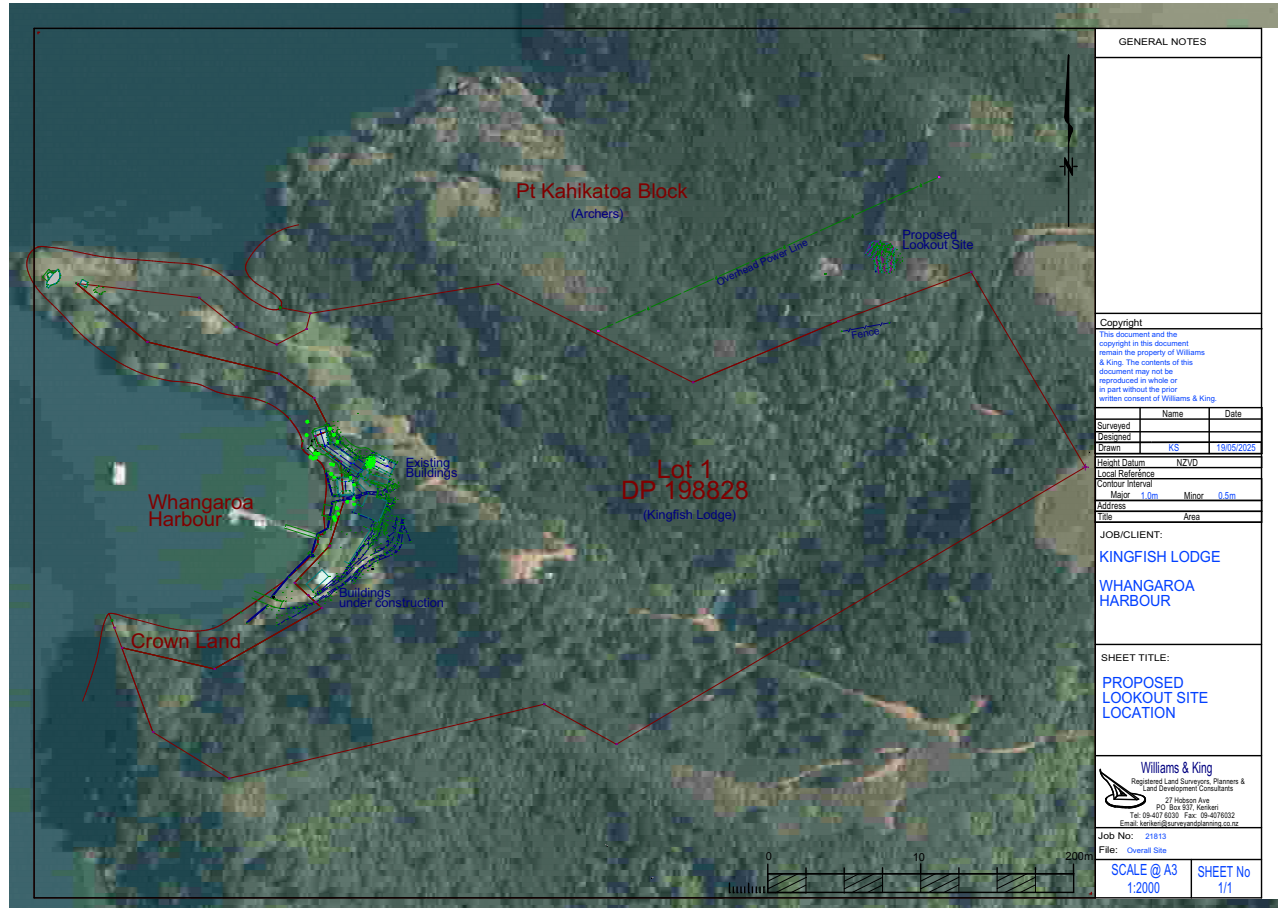 Pt Kahikatoa Block
(Archers)
Proposed
Lookout Site
Overhead Power Line
Fence
Existing
Buildings
Lot 1
DP 198828
(Kingfish Lodge)
Whangaroa
Harbour
Buildings
under construction
Crown Land
N
0 10 200m
GENERAL NOTES
Copyright
This document and the
copyright in this document
remain the property of Williams
& King. The contents of this
document may not be
reproduced in whole or
in part without the prior
written consent of Williams & King.
Name Date
Surveyed
Designed
Drawn KS 19/05/2025
Height Datum NZVD
Local Reference
Contour Interval
Major 1.0m Minor 0.5m
Address
Title Area
JOB/CLIENT:
KINGFISH LODGE
WHANGAROA
HARBOUR
SHEET TITLE:
PROPOSED
LOOKOUT SITE
LOCATION
Williams & King
Registered Land Surveyors, Planners &
Land Development Consultants
27 Hobson Ave
PO Box 937, Kerikeri
Tel: 09-407 6030 Fax: 09-4076032
Email: kerikeri@surveyandplanning.co.nz
Job No: 21813
File: Overall Site
SCALE @ A3
1:2000
SHEET No
1/1